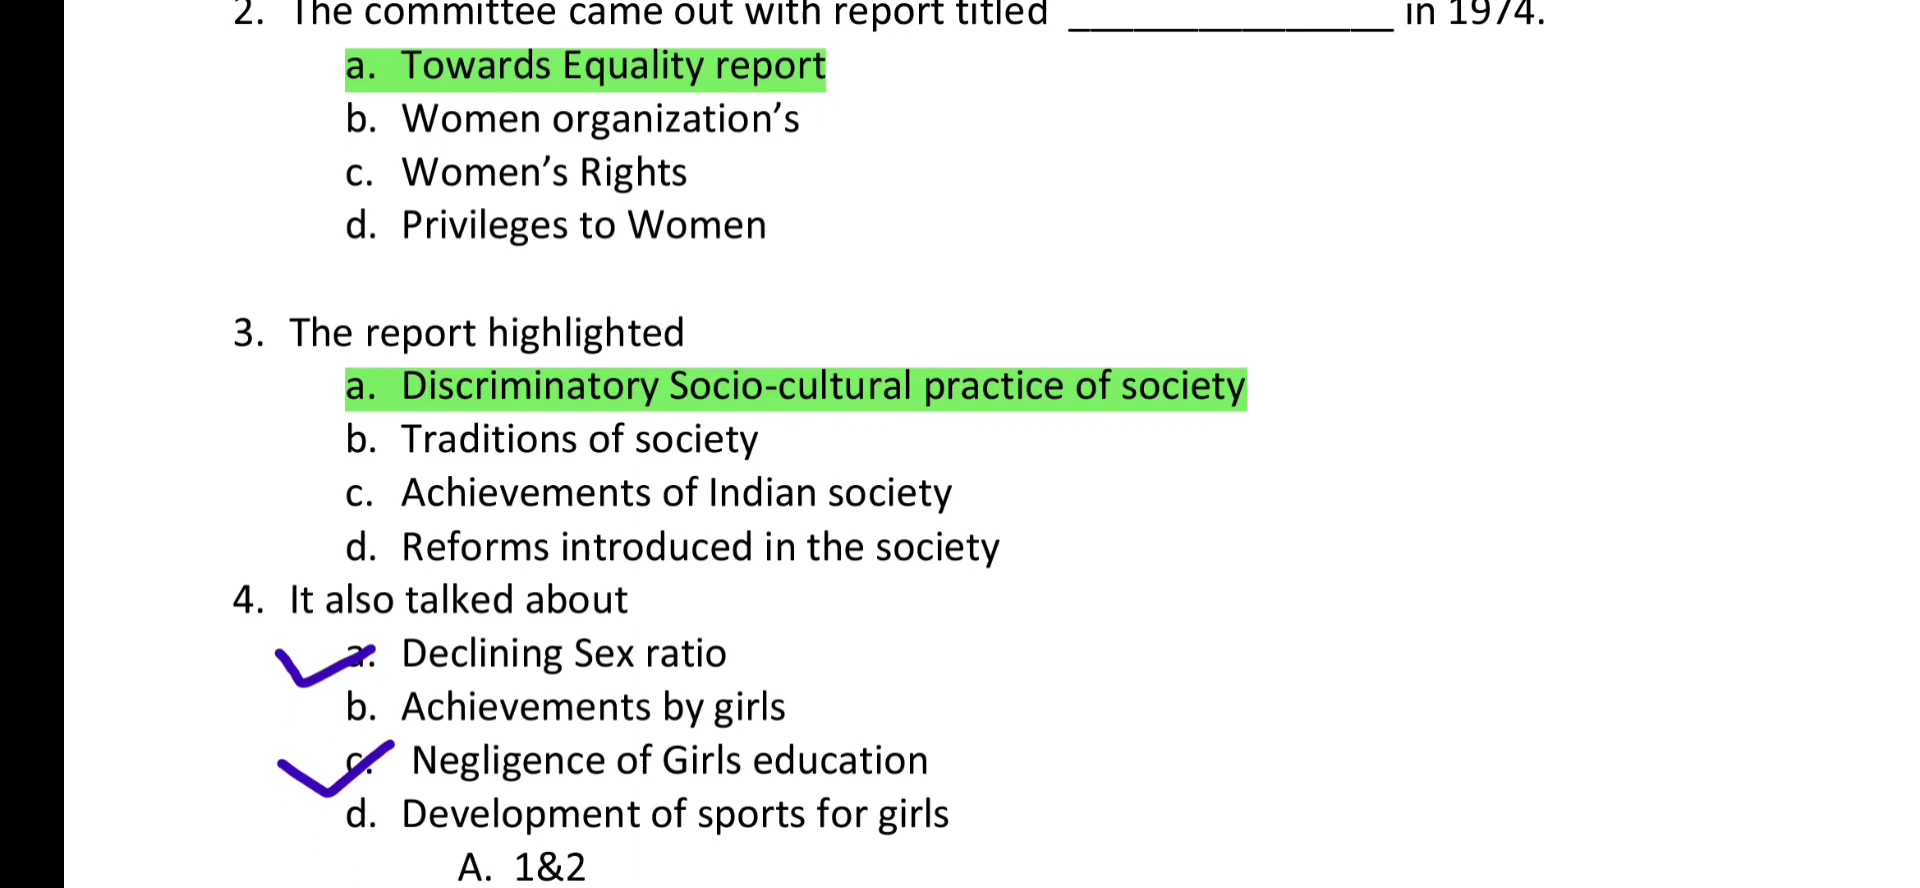 2. The committee came out with report titled _______________ in 1974.
a. Towards Equality report
b. Women organization’s
c. Women’s Rights
d. Privileges to Women
3. The report highlighted
a. Discriminatory Socio-cultural practice of society
b. Traditions of society
c. Achievements of Indian society
d. Reforms introduced in the society
4. It also talked about
a. Declining Sex ratio
b. Achievements by girls
c. Negligence of Girls education
d. Development of sports for girls
A. 1&2